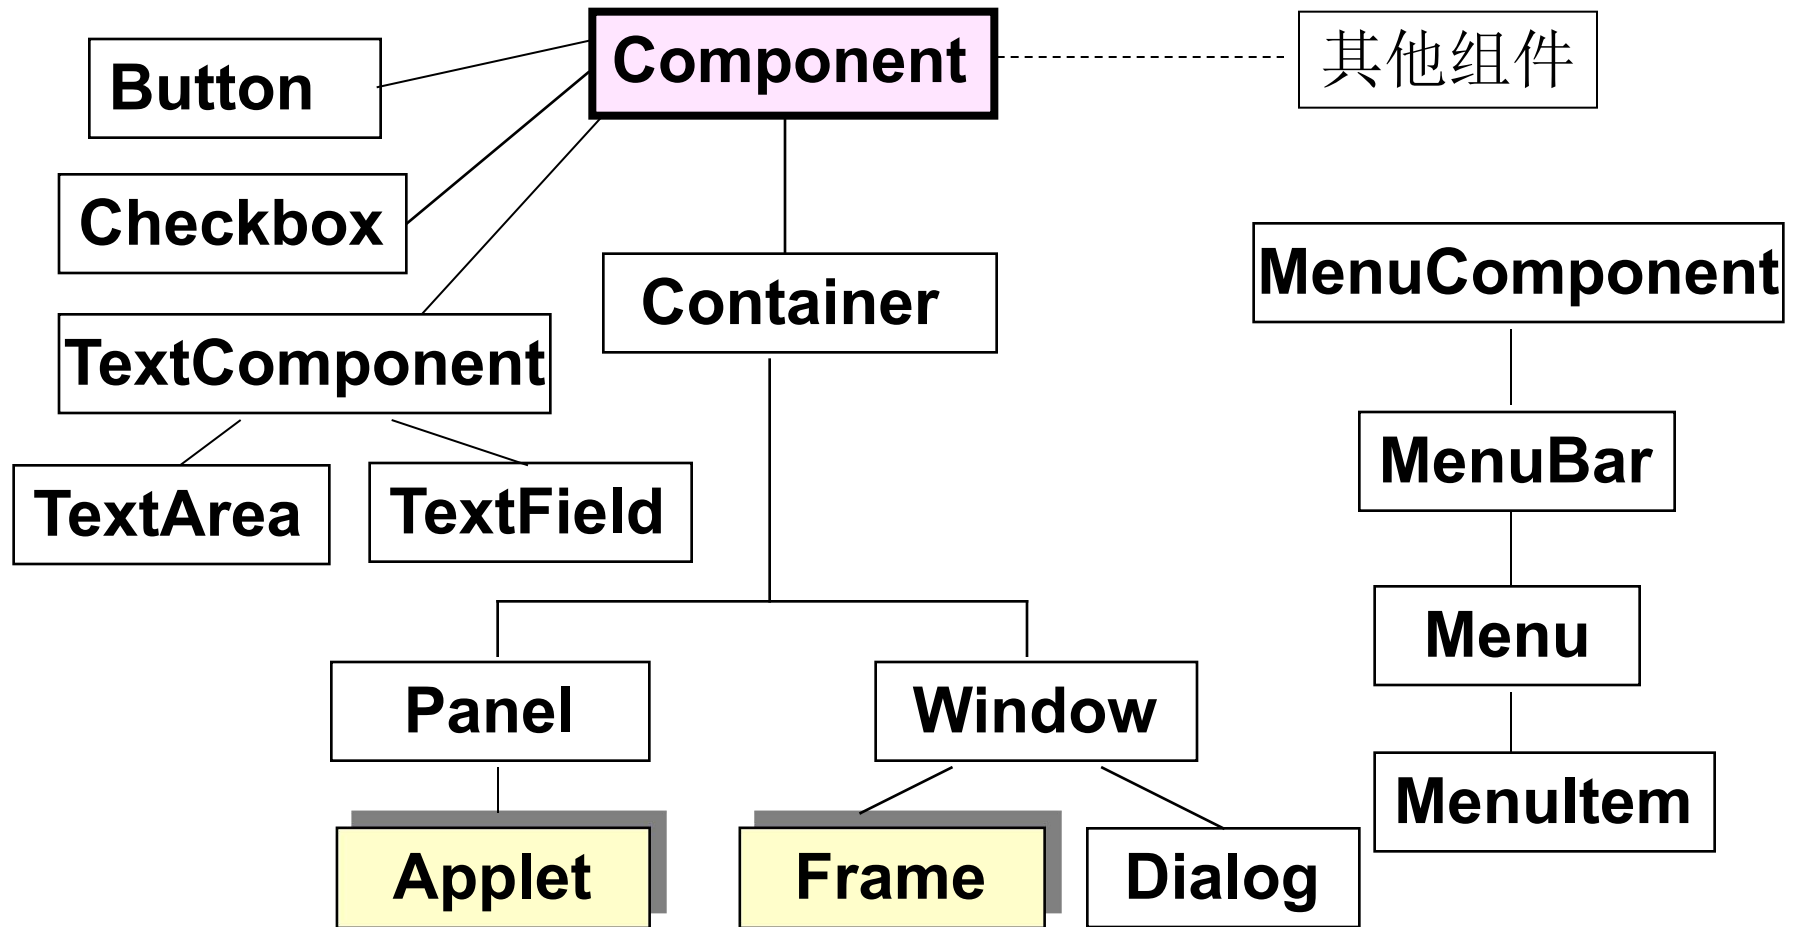 Component
其他组件
Button
Checkbox
MenuComponent
Container
TextComponent
MenuBar
TextArea
TextField
Menu
Panel
Window
MenuItem
Applet
Frame
Dialog